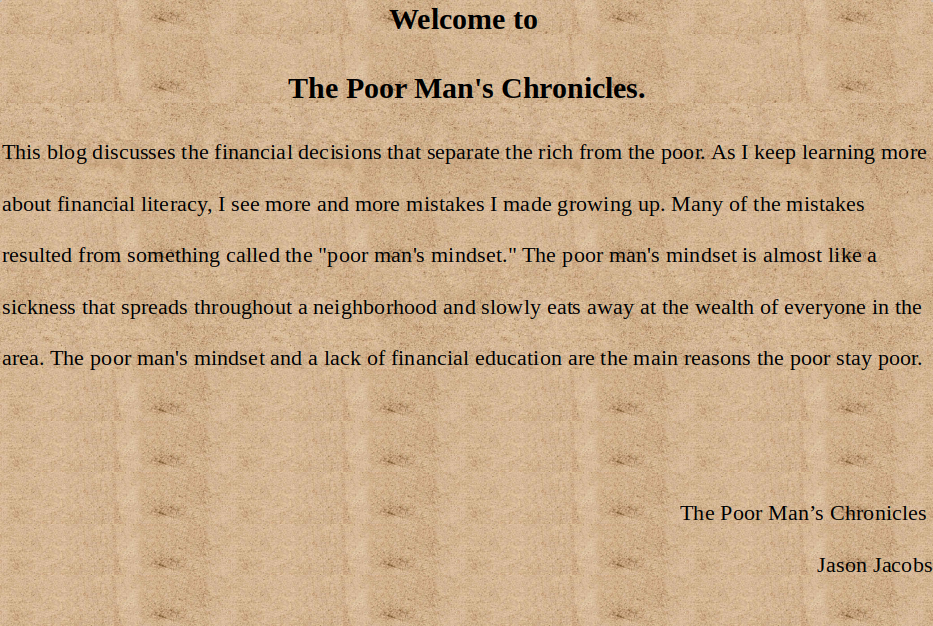 Welcome to
The Poor Man's Chronicles.
This blog discusses the financial decisions that separate the rich from the poor. As I keep learning more
about financial literacy, I see more and more mistakes I made growing up. Many of the mistakes
resulted from something called the "poor man's mindset." The poor man's mindset is almost like a
sickness that spreads throughout a neighborhood and slowly eats away at the wealth of everyone in the
area. The poor man's mindset and a lack of financial education are the main reasons the poor stay poor.
The Poor Man’s Chronicles
Jason Jacobs